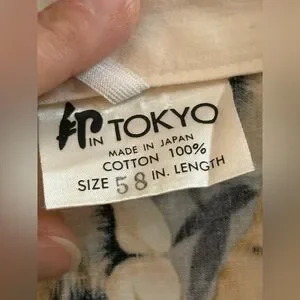 印 IN TOKYO
MADE IN JAPAN
COTTON 100%
SIZE 58 IN. LENGTH